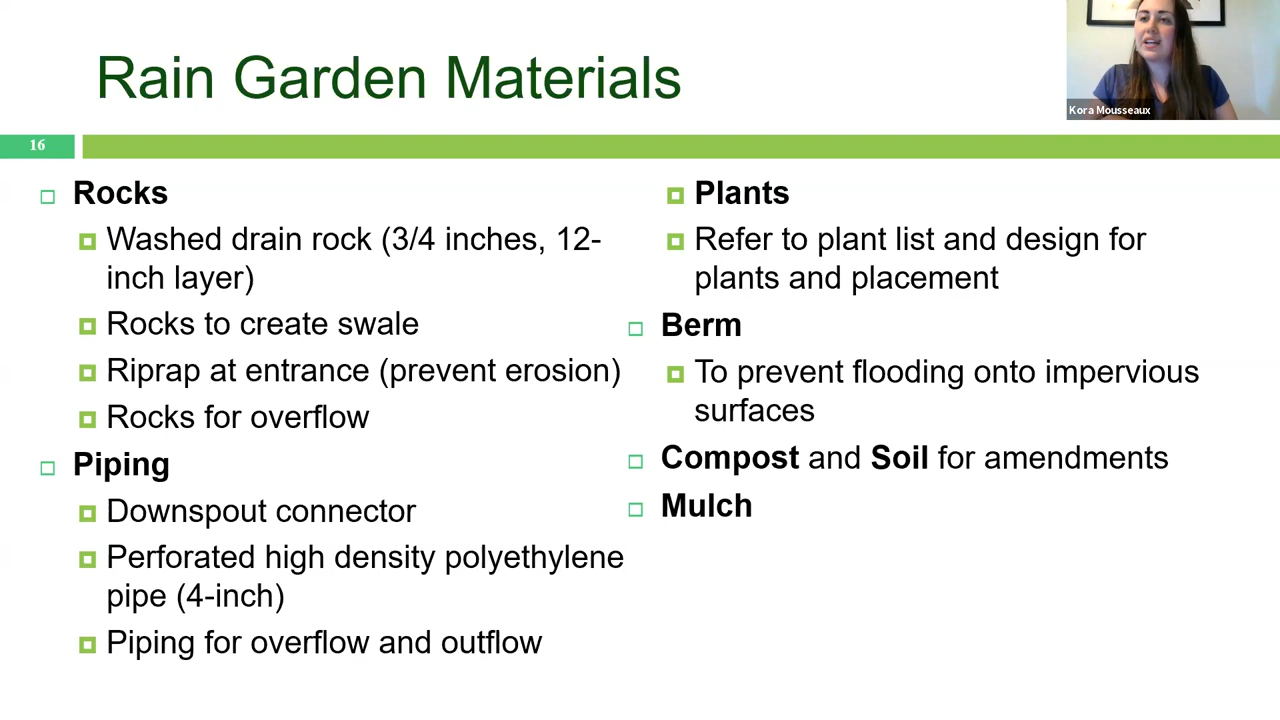 Rain Garden Materials
Kora Mousseaux
16
Rocks
Washed drain rock (3/4 inches, 12-
inch layer)
Rocks to create swale
Riprap at entrance (prevent erosion)
Rocks for overflow
Piping
Downspout connector
Perforated high density polyethylene
pipe (4-inch)
Piping for overflow and outflow
Plants
Refer to plant list and design for
plants and placement
Berm
To prevent flooding onto impervious
surfaces
Compost and Soil for amendments
Mulch